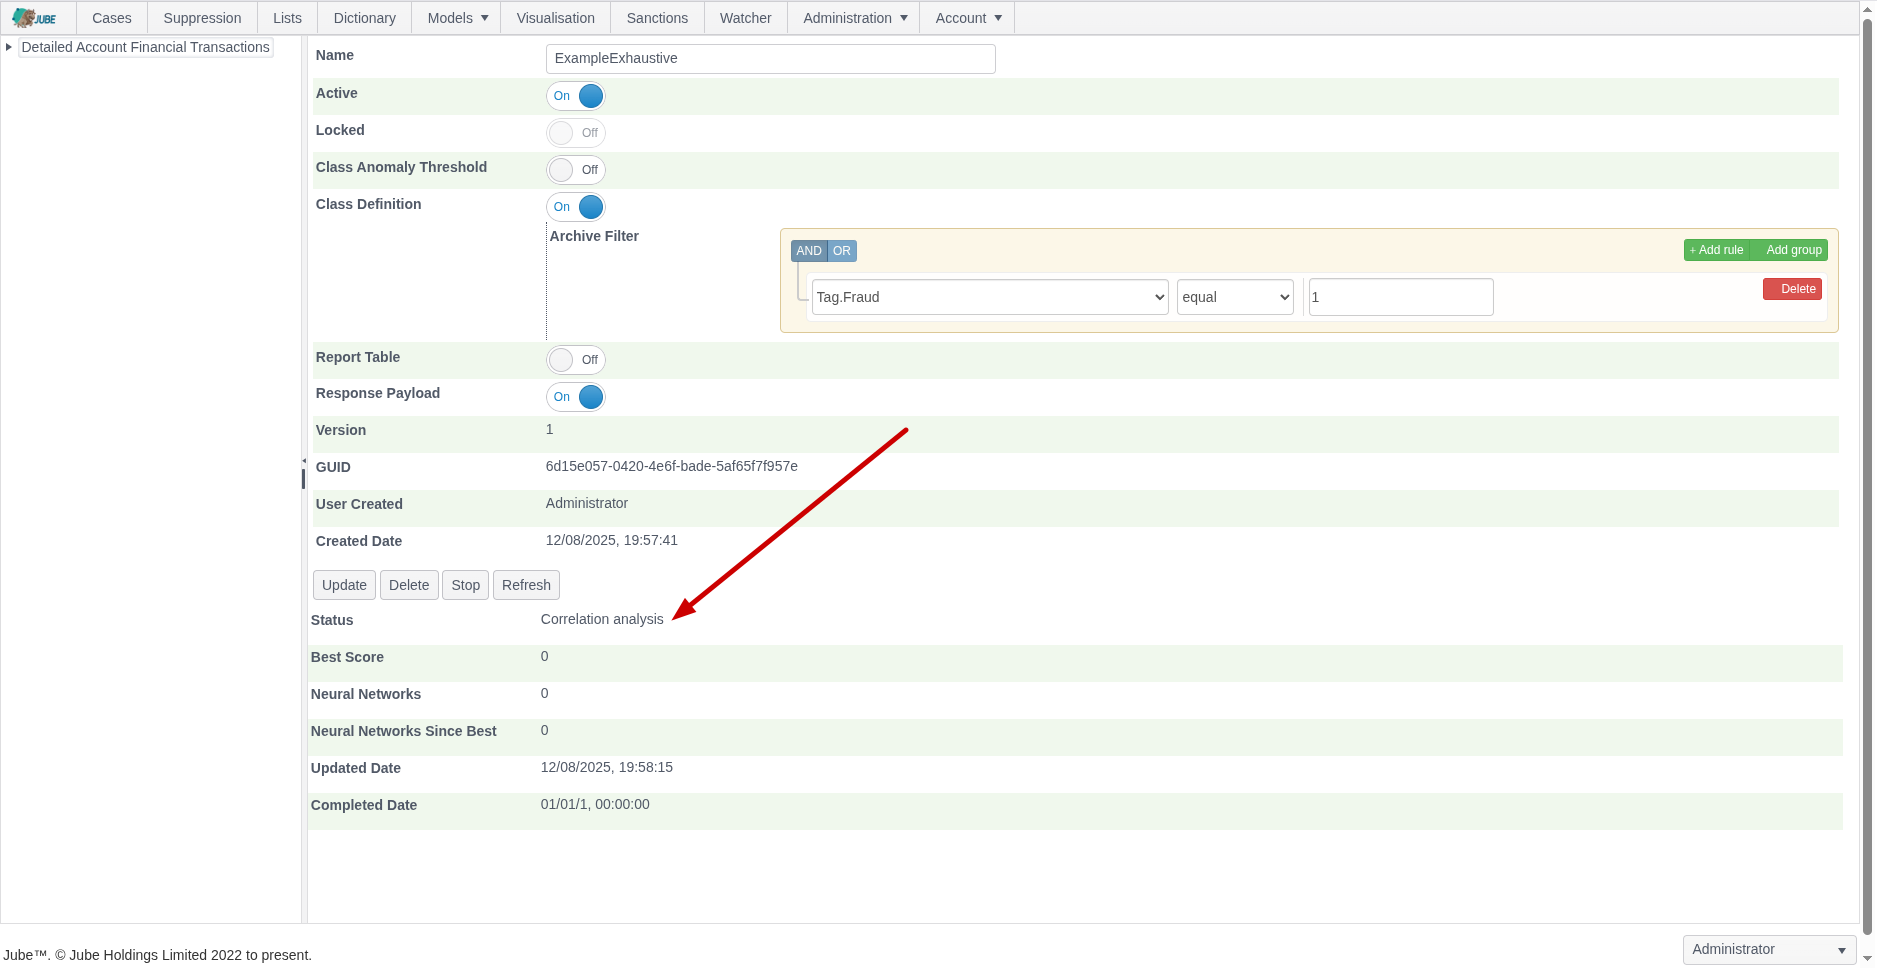 JUBE Cases Suppression Lists Dictionary Models Visualisation Sanctions Watcher Administration Account
Detailed Account Financial Transactions
Name ExampleExhaustive
Active On
Locked Off
Class Anomaly Threshold Off
Class Definition On
Archive Filter
AND OR + Add rule Add group
Tag.Fraud equal 1 Delete
Report Table Off
Response Payload On
Version 1
GUID 6d15e057-0420-4e6f-bade-5af65f7f957e
User Created Administrator
Created Date 12/08/2025, 19:57:41
Update Delete Stop Refresh
Status Correlation analysis
Best Score 0
Neural Networks 0
Neural Networks Since Best 0
Updated Date 12/08/2025, 19:58:15
Completed Date 01/01/1, 00:00:00
Jube™. © Jube Holdings Limited 2022 to present. Administrator